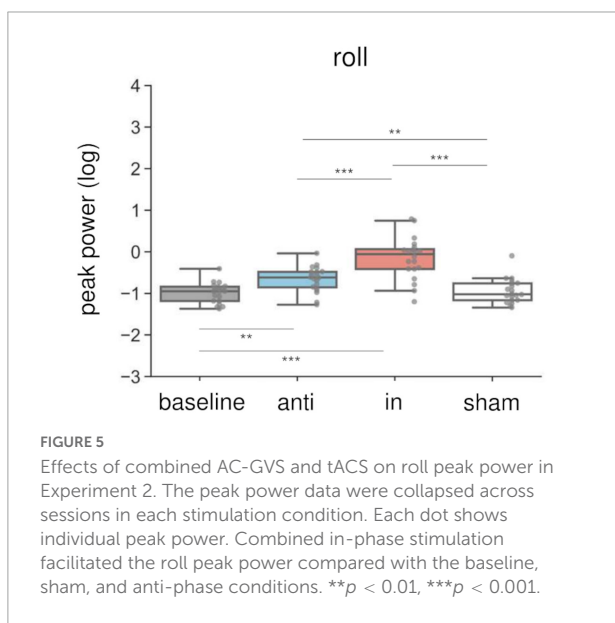 roll
peak power (log)
4
3
2
1
0
−1
−2
−3
**
***
***
**
***
baseline anti in sham
FIGURE 5
Effects of combined AC-GVS and tACS on roll peak power in
Experiment 2. The peak power data were collapsed across
sessions in each stimulation condition. Each dot shows
individual peak power. Combined in-phase stimulation
facilitated the roll peak power compared with the baseline,
sham, and anti-phase conditions. **p < 0.01, ***p < 0.001.